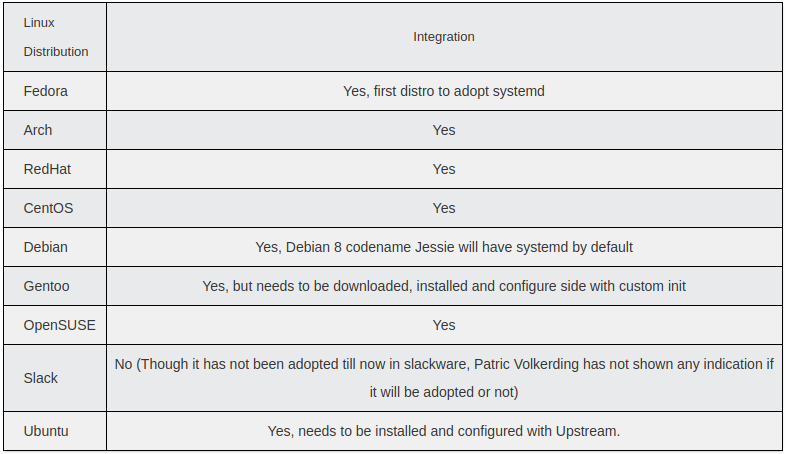 Linux
Distribution
Integration
Fedora
Yes, first distro to adopt systemd
Arch
Yes
RedHat
Yes
CentOS
Yes
Debian
Yes, Debian 8 codename Jessie will have systemd by default
Gentoo
Yes, but needs to be downloaded, installed and configure side with custom init
OpenSUSE
Yes
Slack
No (Though it has not been adopted till now in slackware, Patric Volkerding has not shown any indication if
it will be adopted or not)
Ubuntu
Yes, needs to be installed and configured with Upstream.